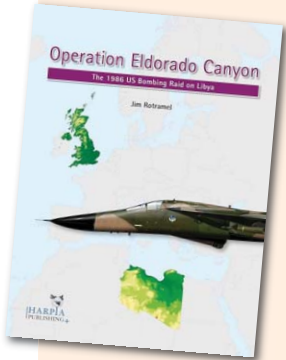 Operation Eldorado Canyon
The 1986 US Bombing Raid on Libya
Jim Rotramel
HARPIA
PUBLISHING